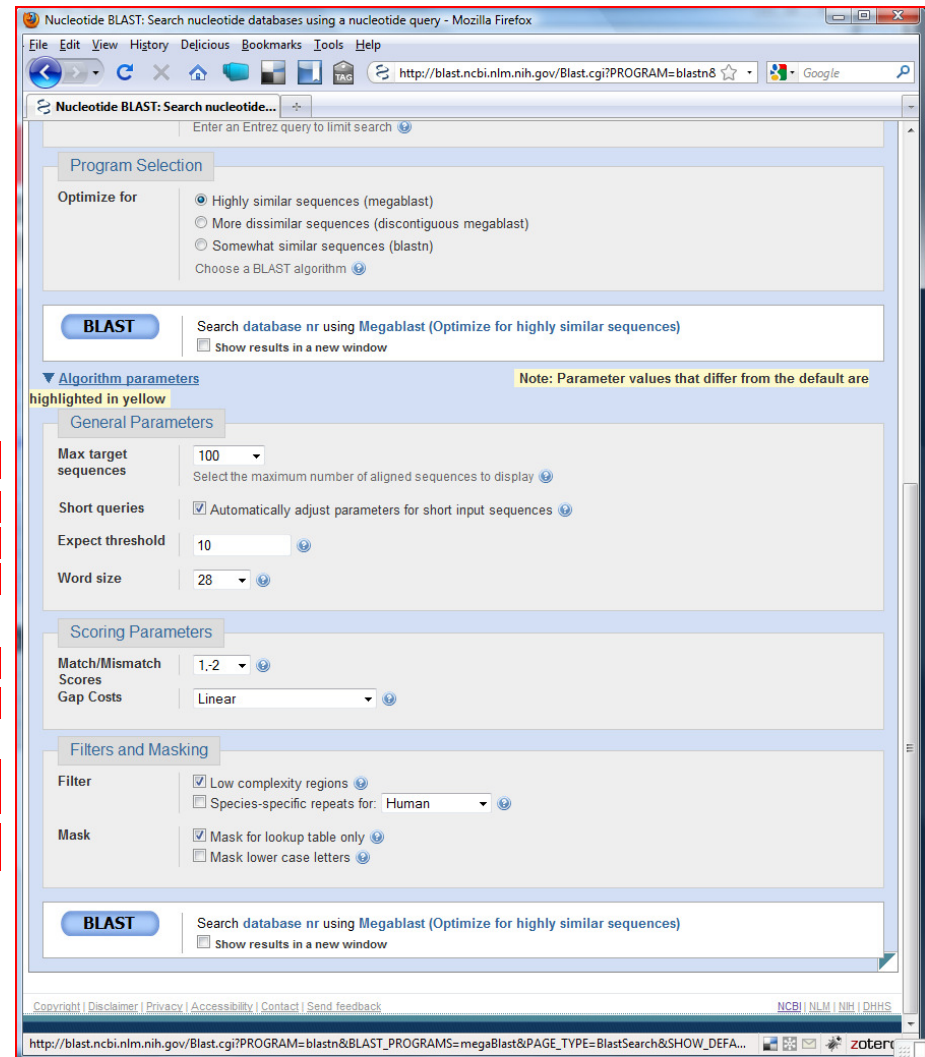 Nucleotide BLAST: Search nucleotide databases using a nucleotide query - Mozilla Firefox
File Edit View History Delicious Bookmarks Tools Help
TAG http://blast.ncbi.nlm.nih.gov/Blast.cgi?PROGRAM=blastn& Google
Nucleotide BLAST: Search nucleotide...
Enter an Entrez query to limit search
Program Selection
Optimize for
Highly similar sequences (megablast)
More dissimilar sequences (discontiguous megablast)
Somewhat similar sequences (blastn)
Choose a BLAST algorithm
BLAST Search database nr using Megablast (Optimize for highly similar sequences)
Show results in a new window
Algorithm parameters Note: Parameter values that differ from the default are
highlighted in yellow
General Parameters
Max target sequences 100
Select the maximum number of aligned sequences to display
Short queries Automatically adjust parameters for short input sequences
Expect threshold 10
Word size 28
Scoring Parameters
Match/Mismatch Scores 1,-2
Gap Costs Linear
Filters and Masking
Filter Low complexity regions
Species-specific repeats for: Human
Mask Mask for lookup table only
Mask lower case letters
BLAST Search database nr using Megablast (Optimize for highly similar sequences)
Show results in a new window
Copyright | Disclaimer | Privacy | Accessibility | Contact | Send feedback NCBI | NLM | NIH | DHHS
http://blast.ncbi.nlm.nih.gov/Blast.cgi?PROGRAM=blastn&BLAST_PROGRAMS=megaBlast&PAGE_TYPE=BlastSearch&SHOW_DEFA... zoter